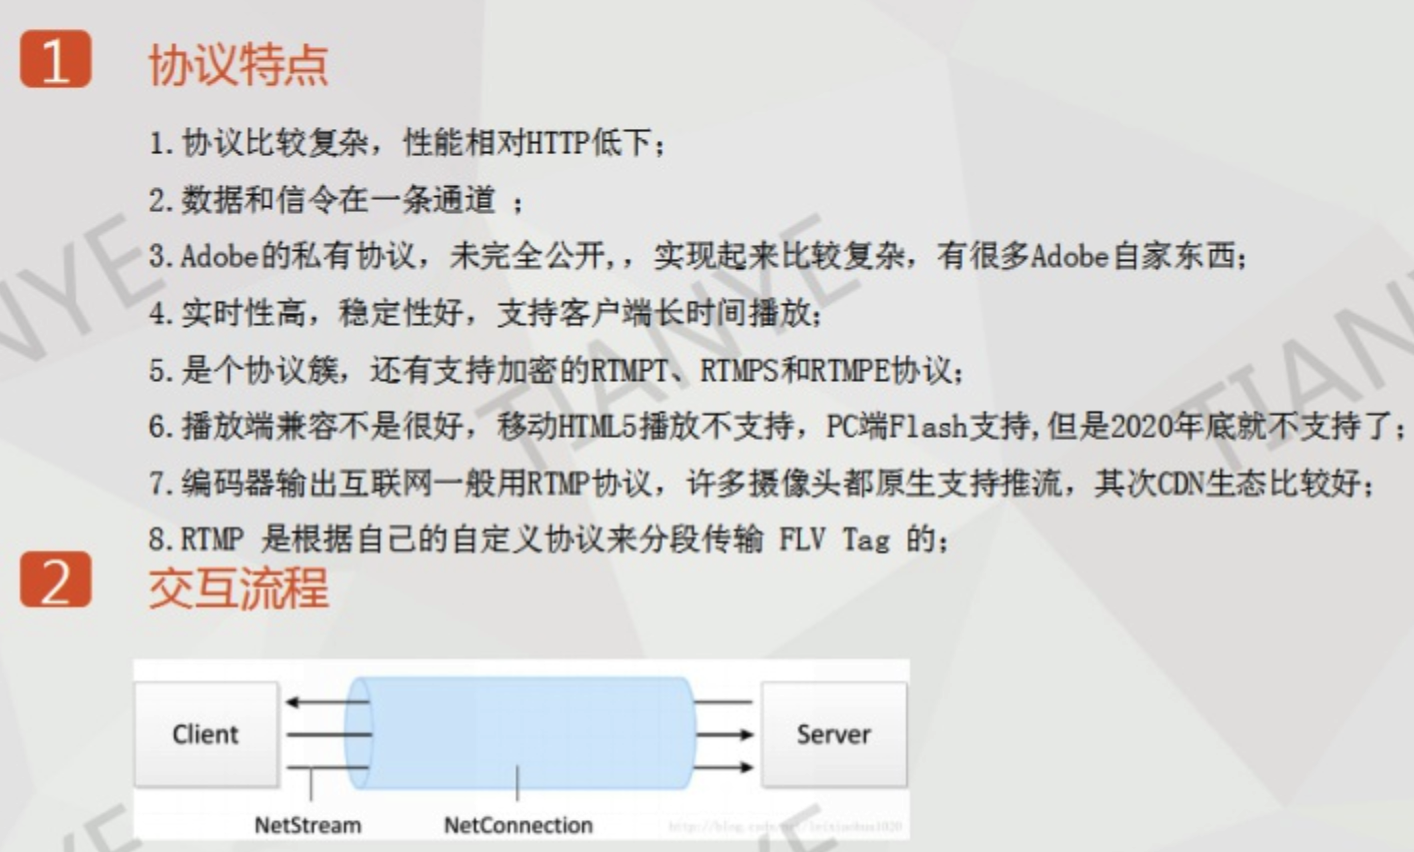 1 协议特点
1.协议比较复杂，性能相对HTTP低下；
2.数据和信令在一条通道 ；
3.Adobe的私有协议，未完全公开,，实现起来比较复杂，有很多Adobe自家东西；
4.实时性高，稳定性好，支持客户端长时间播放；
5.是个协议簇，还有支持加密的RTMPT、RTMPS和RTMPE协议；
6.播放端兼容不是很好，移动HTML5播放不支持，PC端Flash支持,但是2020年底就不支持了；
7.编码器输出互联网一般用RTMP协议，许多摄像头都原生支持推流，其次CDN生态比较好；
8.RTMP 是根据自己的自定义协议来分段传输 FLV Tag 的；
2 交互流程
Client
Server
NetStream
NetConnection
http://blog.csdn.net/leixiaohua1020
TIANYE